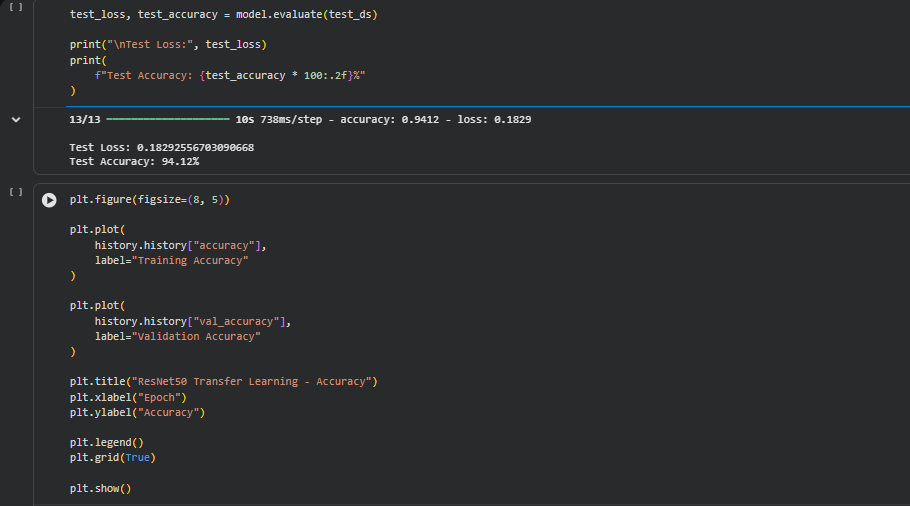 [ ]
test_loss, test_accuracy = model.evaluate(test_ds)
print("\nTest Loss:", test_loss)
print(
    f"Test Accuracy: {test_accuracy * 100:.2f}%"
)
13/13 ━━━━━━━━━━━━━━━━━━━━ 10s 738ms/step - accuracy: 0.9412 - loss: 0.1829
Test Loss: 0.18292556703090668
Test Accuracy: 94.12%
[ ]
plt.figure(figsize=(8, 5))
plt.plot(
    history.history["accuracy"],
    label="Training Accuracy"
)
plt.plot(
    history.history["val_accuracy"],
    label="Validation Accuracy"
)
plt.title("ResNet50 Transfer Learning - Accuracy")
plt.xlabel("Epoch")
plt.ylabel("Accuracy")
plt.legend()
plt.grid(True)
plt.show()